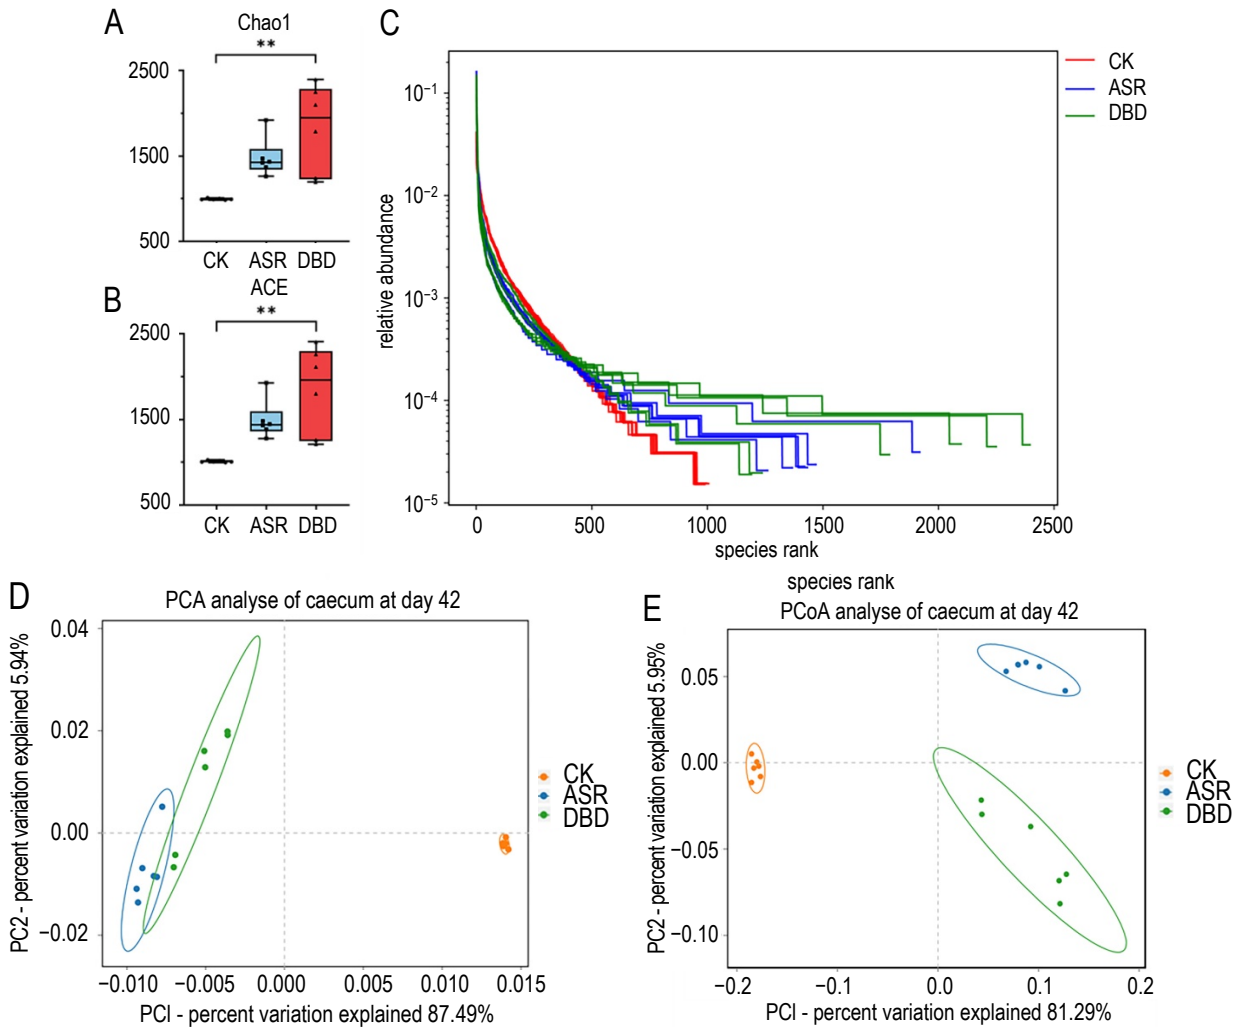 A
Chao1
**
2500
1500
500
CK ASR DBD
B
ACE
**
2500
1500
500
CK ASR DBD
C
relative abundance
10−1
10−2
10−3
10−4
10−5
0 500 1000 1500 2000 2500
species rank
CK
ASR
DBD
D
PCA analyse of caecum at day 42
PC2 - percent variation explained 5.94%
0.04
0.02
0.00
−0.02
−0.010 −0.005 0.000 0.005 0.010 0.015
PCI - percent variation explained 87.49%
CK
ASR
DBD
species rank
E
PCoA analyse of caecum at day 42
PC2 - percent variation explained 5.95%
0.05
0.00
−0.05
−0.10
−0.2 −0.1 0.0 0.1 0.2
PCI - percent variation explained 81.29%
CK
ASR
DBD